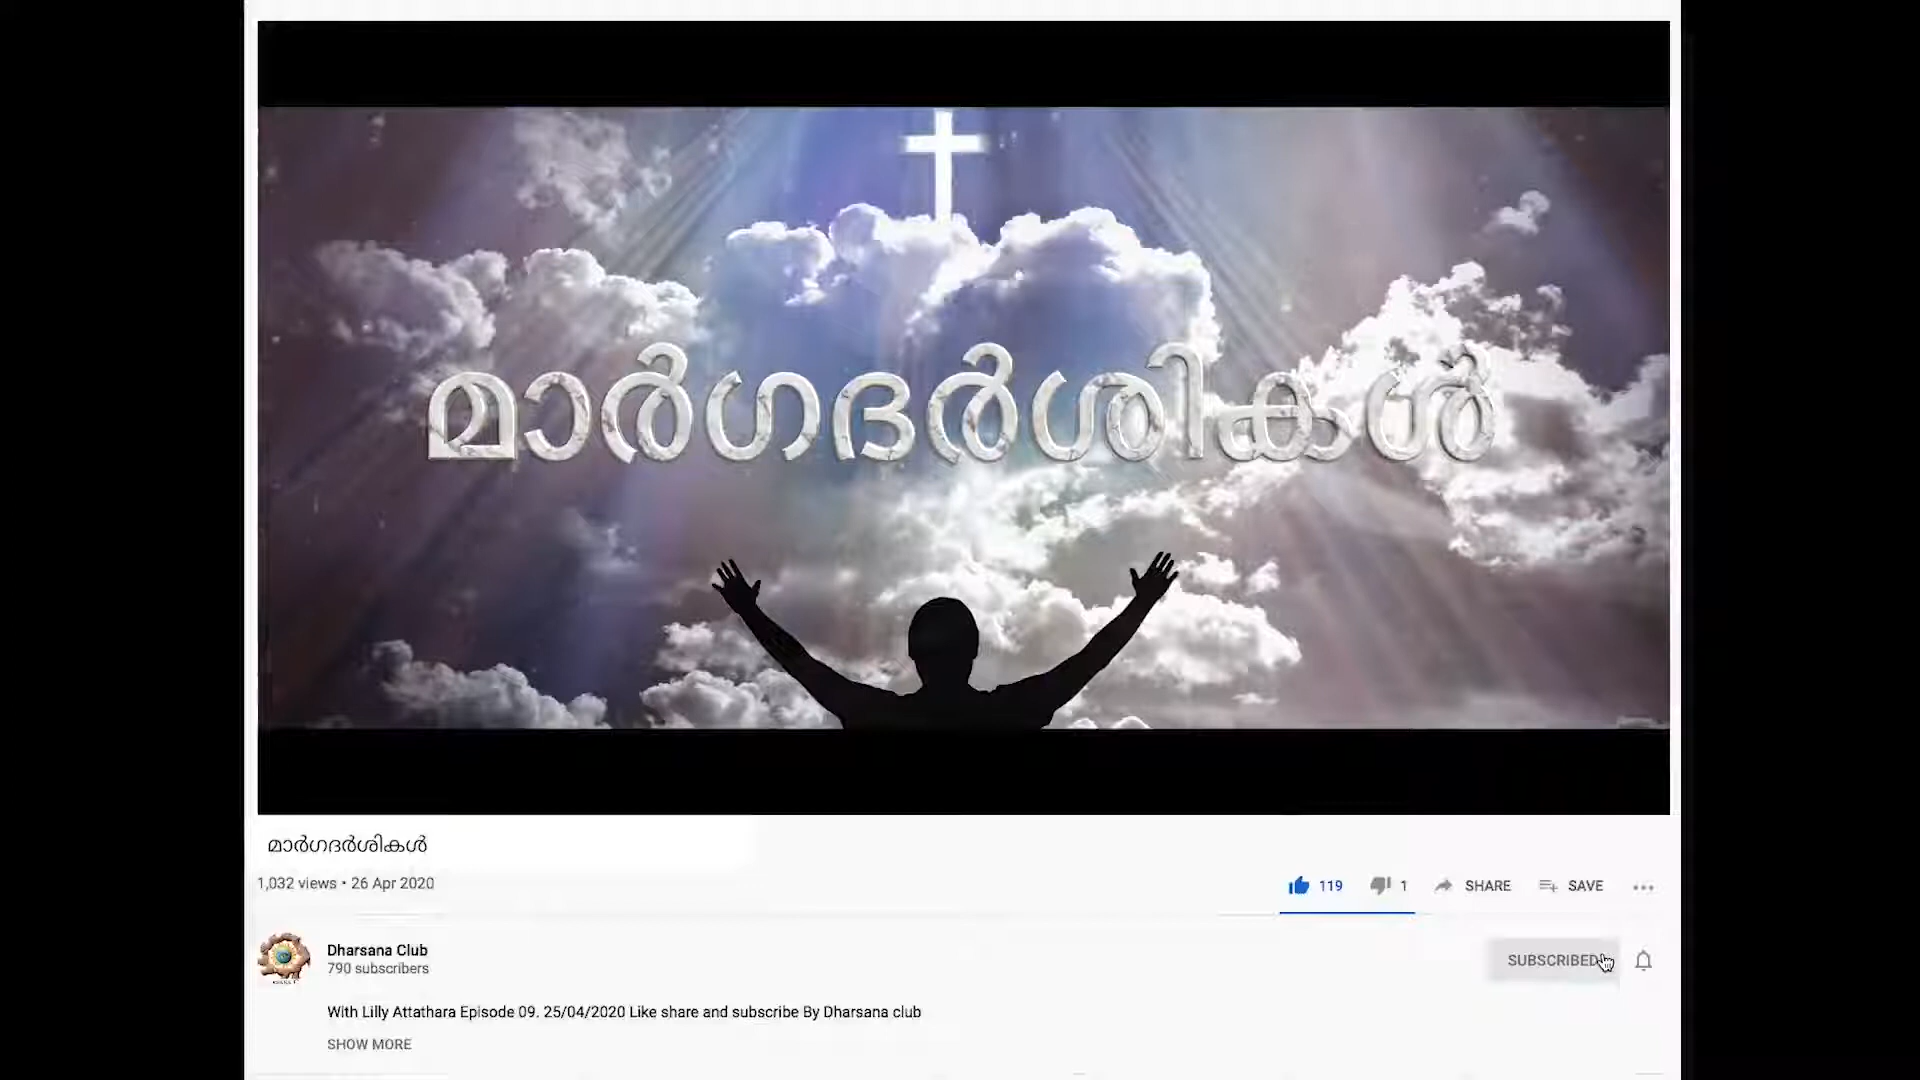 മാർഗദർശികൾ
മാർഗദർശികൾ
1,032 views • 26 Apr 2020
119
1
SHARE
SAVE
Dharsana Club
790 subscribers
SUBSCRIBED
With Lilly Attathara Episode 09. 25/04/2020 Like share and subscribe By Dharsana club
SHOW MORE